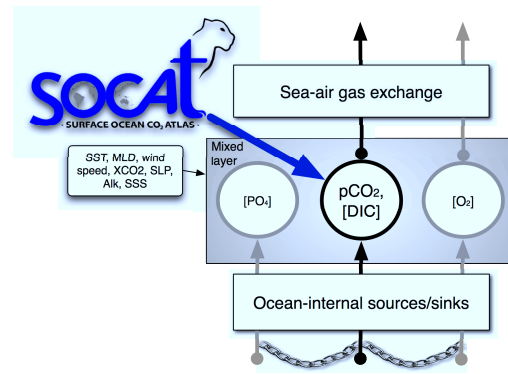 SOCAT
· SURFACE OCEAN CO₂ ATLAS ·
Sea-air gas exchange
Mixed
layer
SST, MLD, wind
speed, XCO2, SLP,
Alk, SSS
[PO₄]
pCO₂,
[DIC]
[O₂]
Ocean-internal sources/sinks